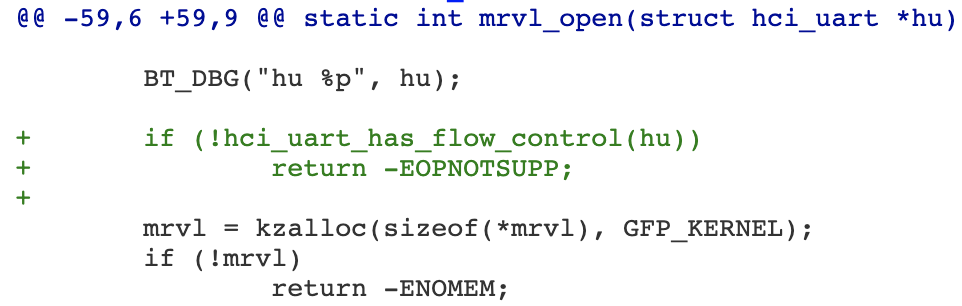 @@ -59,6 +59,9 @@ static int mrvl_open(struct hci_uart *hu)
BT_DBG("hu %p", hu);
+ if (!hci_uart_has_flow_control(hu))
+ return -EOPNOTSUPP;
+
mrvl = kzalloc(sizeof(*mrvl), GFP_KERNEL);
if (!mrvl)
return -ENOMEM;